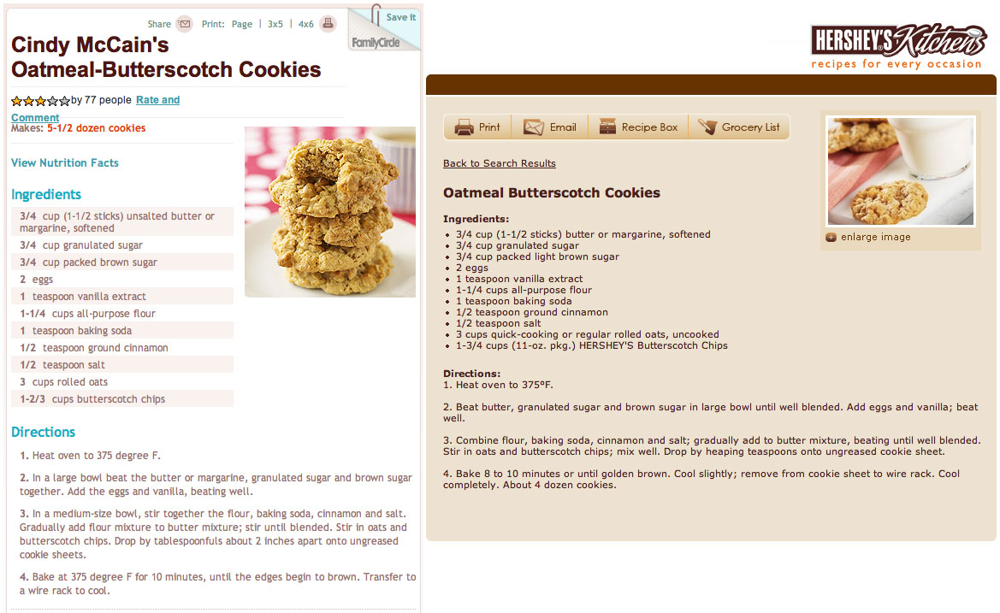 Share Print: Page | 3x5 | 4x6
Save it
FamilyCircle
Cindy McCain's
Oatmeal-Butterscotch Cookies
by 77 people Rate and
Comment
Makes: 5-1/2 dozen cookies
View Nutrition Facts
Ingredients
3/4 cup (1-1/2 sticks) unsalted butter or
margarine, softened
3/4 cup granulated sugar
3/4 cup packed brown sugar
2 eggs
1 teaspoon vanilla extract
1-1/4 cups all-purpose flour
1 teaspoon baking soda
1/2 teaspoon ground cinnamon
1/2 teaspoon salt
3 cups rolled oats
1-2/3 cups butterscotch chips
Directions
1. Heat oven to 375 degree F.
2. In a large bowl beat the butter or margarine, granulated sugar and brown sugar
together. Add the eggs and vanilla, beating well.
3. In a medium-size bowl, stir together the flour, baking soda, cinnamon and salt.
Gradually add flour mixture to butter mixture; stir until blended. Stir in oats and
butterscotch chips. Drop by tablespoonfuls about 2 inches apart onto ungreased
cookie sheets.
4. Bake at 375 degree F for 10 minutes, until the edges begin to brown. Transfer to
a wire rack to cool.
HERSHEY'S® Kitchens
recipes for every occasion
Print Email Recipe Box Grocery List
Back to Search Results
enlarge image
Oatmeal Butterscotch Cookies
Ingredients:
• 3/4 cup (1-1/2 sticks) butter or margarine, softened
• 3/4 cup granulated sugar
• 3/4 cup packed light brown sugar
• 2 eggs
• 1 teaspoon vanilla extract
• 1-1/4 cups all-purpose flour
• 1 teaspoon baking soda
• 1/2 teaspoon ground cinnamon
• 1/2 teaspoon salt
• 3 cups quick-cooking or regular rolled oats, uncooked
• 1-3/4 cups (11-oz. pkg.) HERSHEY'S Butterscotch Chips
Directions:
1. Heat oven to 375ºF.
2. Beat butter, granulated sugar and brown sugar in large bowl until well blended. Add eggs and vanilla; beat
well.
3. Combine flour, baking soda, cinnamon and salt; gradually add to butter mixture, beating until well blended.
Stir in oats and butterscotch chips; mix well. Drop by heaping teaspoons onto ungreased cookie sheet.
4. Bake 8 to 10 minutes or until golden brown. Cool slightly; remove from cookie sheet to wire rack. Cool
completely. About 4 dozen cookies.